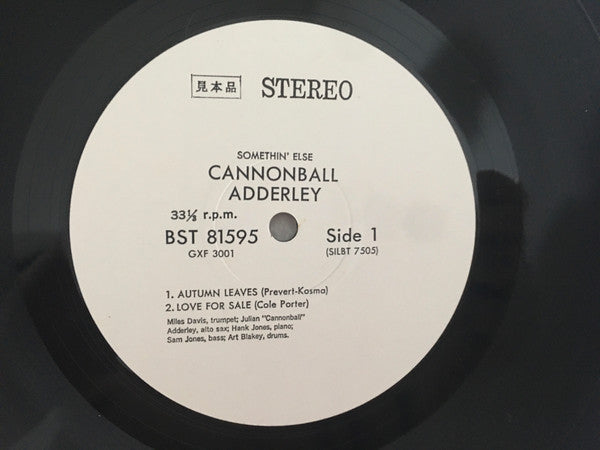 見本品 STEREO
SOMETHIN' ELSE
CANNONBALL
ADDERLEY
33⅓ r.p.m.
BST 81595 Side 1
GXF 3001 (SILBT 7505)
1. AUTUMN LEAVES (Prevert-Kosma)
2. LOVE FOR SALE (Cole Porter)
Miles Davis, trumpet; Julian "Cannonball"
Adderley, alto sax; Hank Jones, piano;
Sam Jones, bass; Art Blakey, drums.